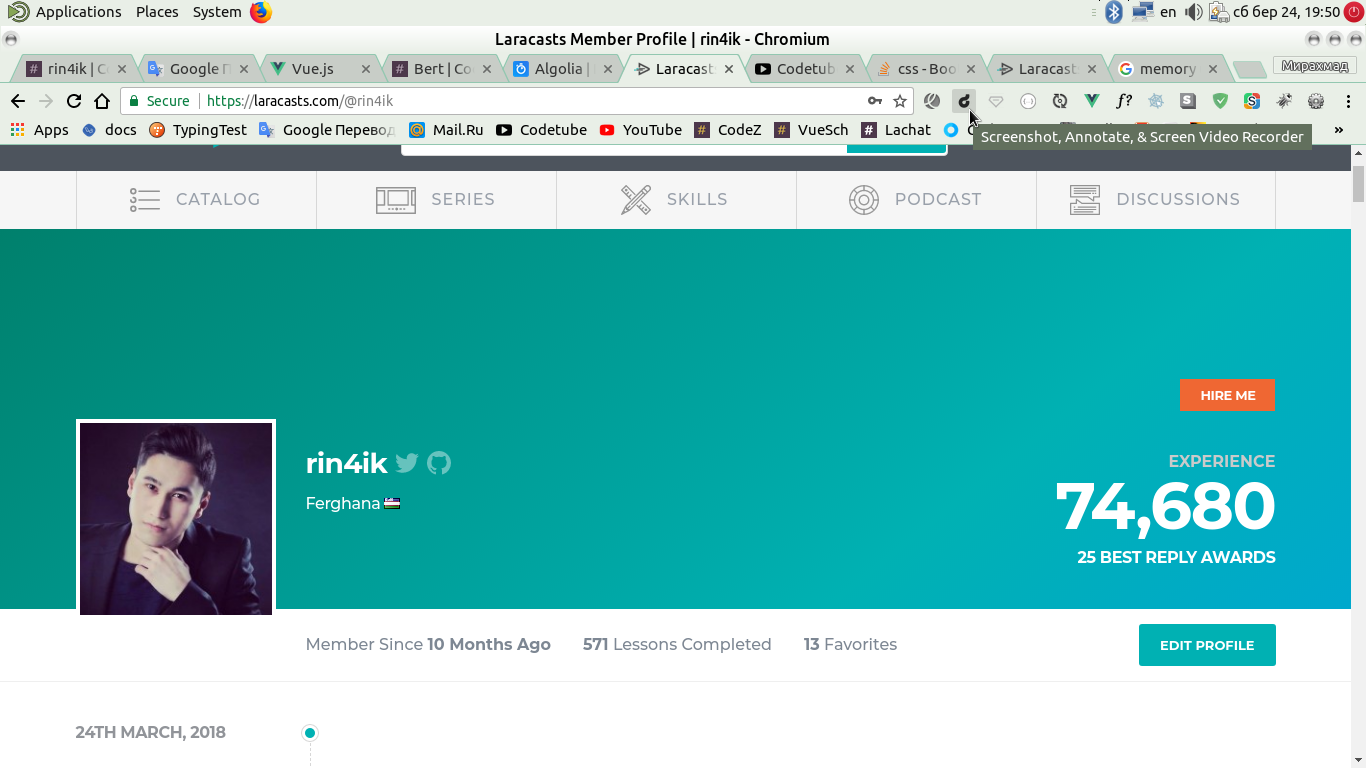 Applications Places System en сб бер 24, 19:50
Laracasts Member Profile | rin4ik - Chromium
rin4ik | Co Google П Vue.js Bert | Co Algolia | Laracast Codetub css - Boo Laracast memory Мирахмад
Secure https://laracasts.com/@rin4ik f?
Apps docs TypingTest Google Перевод Mail.Ru Codetube YouTube CodeZ VueSch Lachat »
Screenshot, Annotate, & Screen Video Recorder
CATALOG SERIES SKILLS PODCAST DISCUSSIONS
HIRE ME
rin4ik
Ferghana
EXPERIENCE
74,680
25 BEST REPLY AWARDS
Member Since 10 Months Ago 571 Lessons Completed 13 Favorites EDIT PROFILE
24TH MARCH, 2018